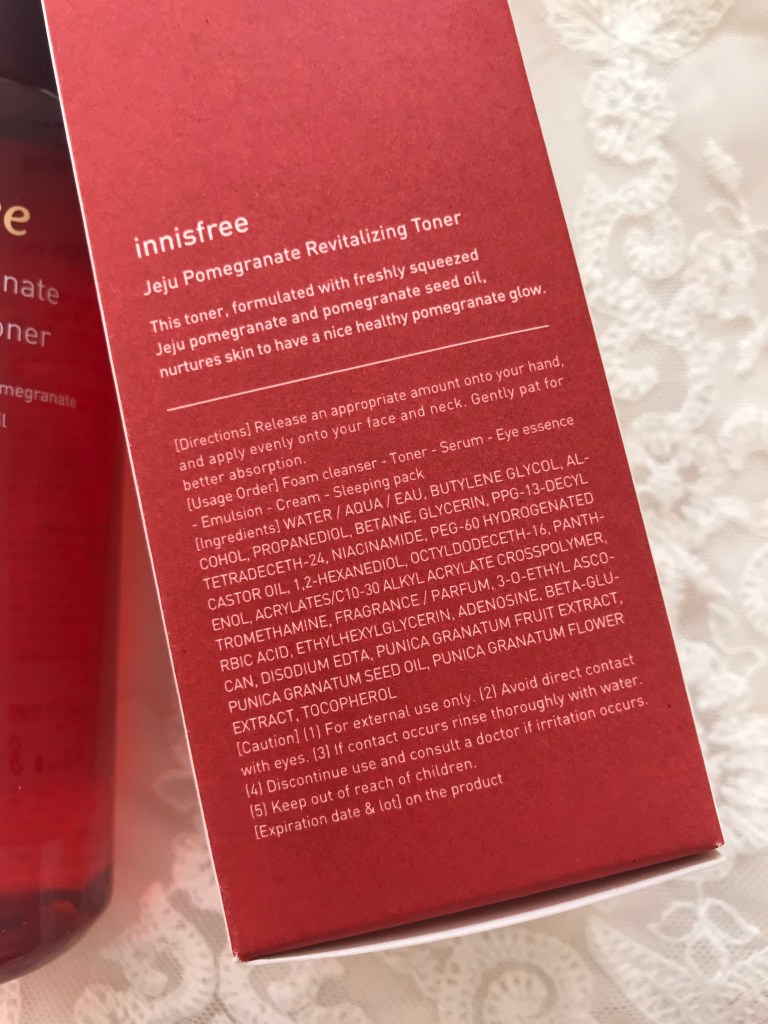 re
nate
oner
megranate
il
innisfree
Jeju Pomegranate Revitalizing Toner
This toner, formulated with freshly squeezed
Jeju pomegranate and pomegranate seed oil,
nurtures skin to have a nice healthy pomegranate glow.
[Directions] Release an appropriate amount onto your hand,
and apply evenly onto your face and neck. Gently pat for
better absorption.
[Usage Order] Foam cleanser - Toner - Serum - Eye essence
- Emulsion - Cream - Sleeping pack
[Ingredients] WATER / AQUA / EAU, BUTYLENE GLYCOL, AL-
COHOL, PROPANEDIOL, BETAINE, GLYCERIN, PPG-13-DECYL
TETRADECETH-24, NIACINAMIDE, PEG-60 HYDROGENATED
CASTOR OIL, 1,2-HEXANEDIOL, OCTYLDODECETH-16, PANTH-
ENOL, ACRYLATES/C10-30 ALKYL ACRYLATE CROSSPOLYMER,
TROMETHAMINE, FRAGRANCE / PARFUM, 3-O-ETHYL ASCO-
RBIC ACID, ETHYLHEXYLGLYCERIN, ADENOSINE, BETA-GLU-
CAN, DISODIUM EDTA, PUNICA GRANATUM FRUIT EXTRACT,
PUNICA GRANATUM SEED OIL, PUNICA GRANATUM FLOWER
EXTRACT, TOCOPHEROL
[Caution] (1) For external use only. (2) Avoid direct contact
with eyes. (3) If contact occurs rinse thoroughly with water.
(4) Discontinue use and consult a doctor if irritation occurs.
(5) Keep out of reach of children.
[Expiration date & lot] on the product